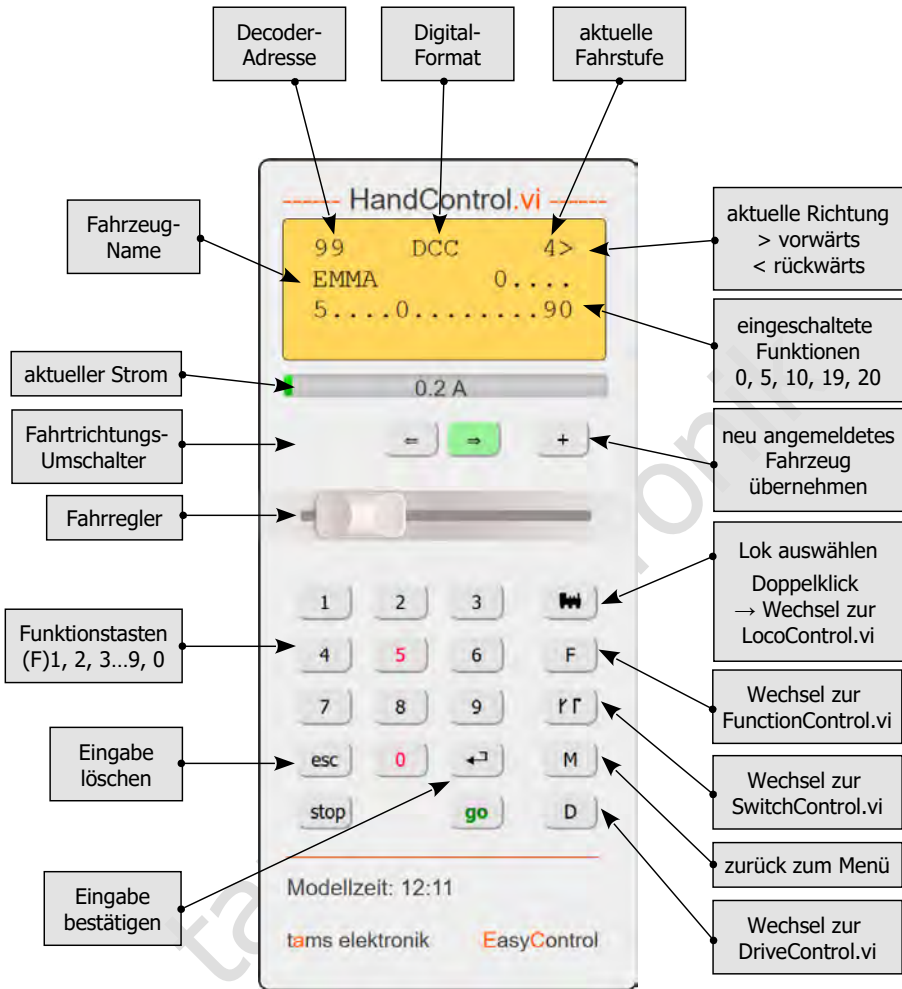 Decoder-
Adresse
Digital-
Format
aktuelle
Fahrstufe
HandControl.vi
Fahrzeug-
Name
99 DCC 4>
EMMA 0....
5....0........90
aktuelle Richtung
> vorwärts
< rückwärts
eingeschaltete
Funktionen
0, 5, 10, 19, 20
aktueller Strom
0.2 A
Fahrtrichtungs-
Umschalter
⇐ ⇒ +
neu angemeldetes
Fahrzeug
übernehmen
Fahrregler
Lok auswählen
Doppelklick
→ Wechsel zur
LocoControl.vi
1 2 3
Funktionstasten
(F)1, 2, 3...9, 0
4 5 6 F
Wechsel zur
FunctionControl.vi
7 8 9
Eingabe
löschen
esc 0 ↵ M
Wechsel zur
SwitchControl.vi
stop go D
zurück zum Menü
Eingabe
bestätigen
Modellzeit: 12:11
Wechsel zur
DriveControl.vi
tams elektronik EasyControl